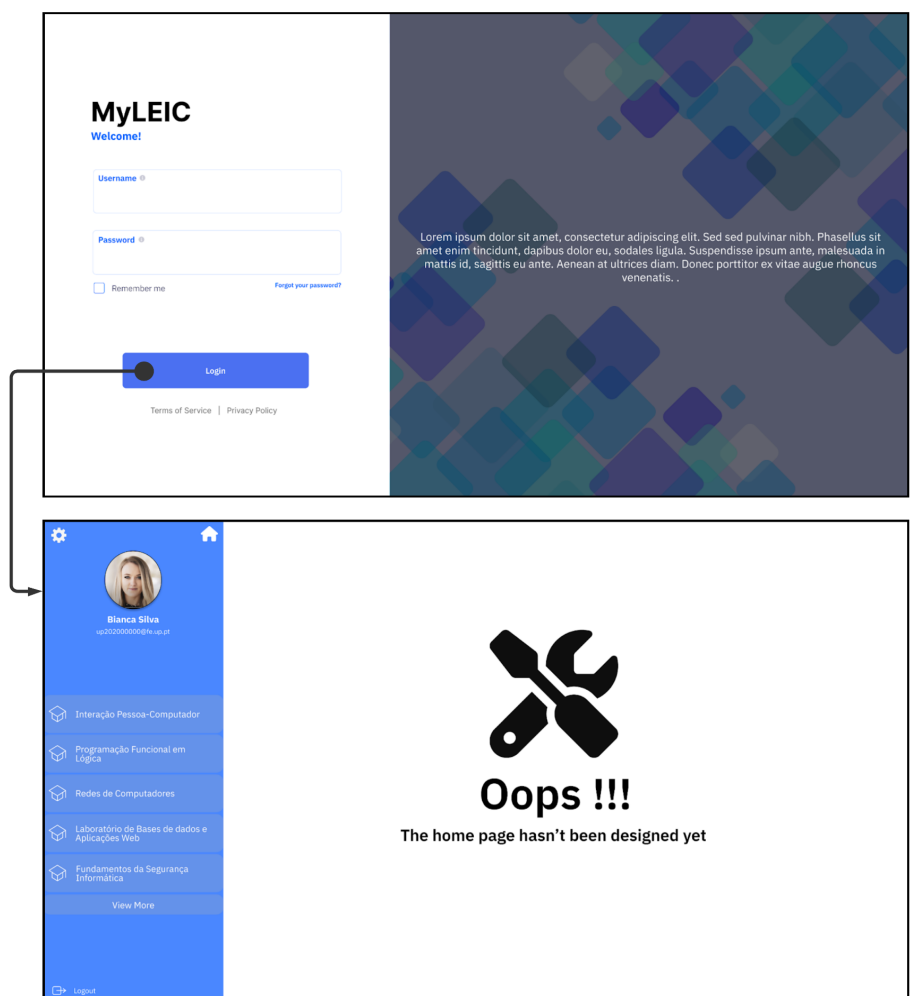 MyLEIC
Welcome!
Username
Password
Remember me
Forgot your password?
Login
Terms of Service | Privacy Policy
Lorem ipsum dolor sit amet, consectetur adipiscing elit. Sed sed pulvinar nibh. Phasellus sit
amet enim tincidunt, dapibus dolor eu, sodales ligula. Suspendisse ipsum ante, malesuada in
mattis id, sagittis eu ante. Aenean at ultrices diam. Donec porttitor ex vitae augue rhoncus
venenatis. .
Bianca Silva
up202000000@fe.up.pt
Interação Pessoa-Computador
Programação Funcional em
Lógica
Redes de Computadores
Laboratório de Bases de dados e
Aplicações Web
Fundamentos da Segurança
Informática
View More
Logout
Oops !!!
The home page hasn’t been designed yet